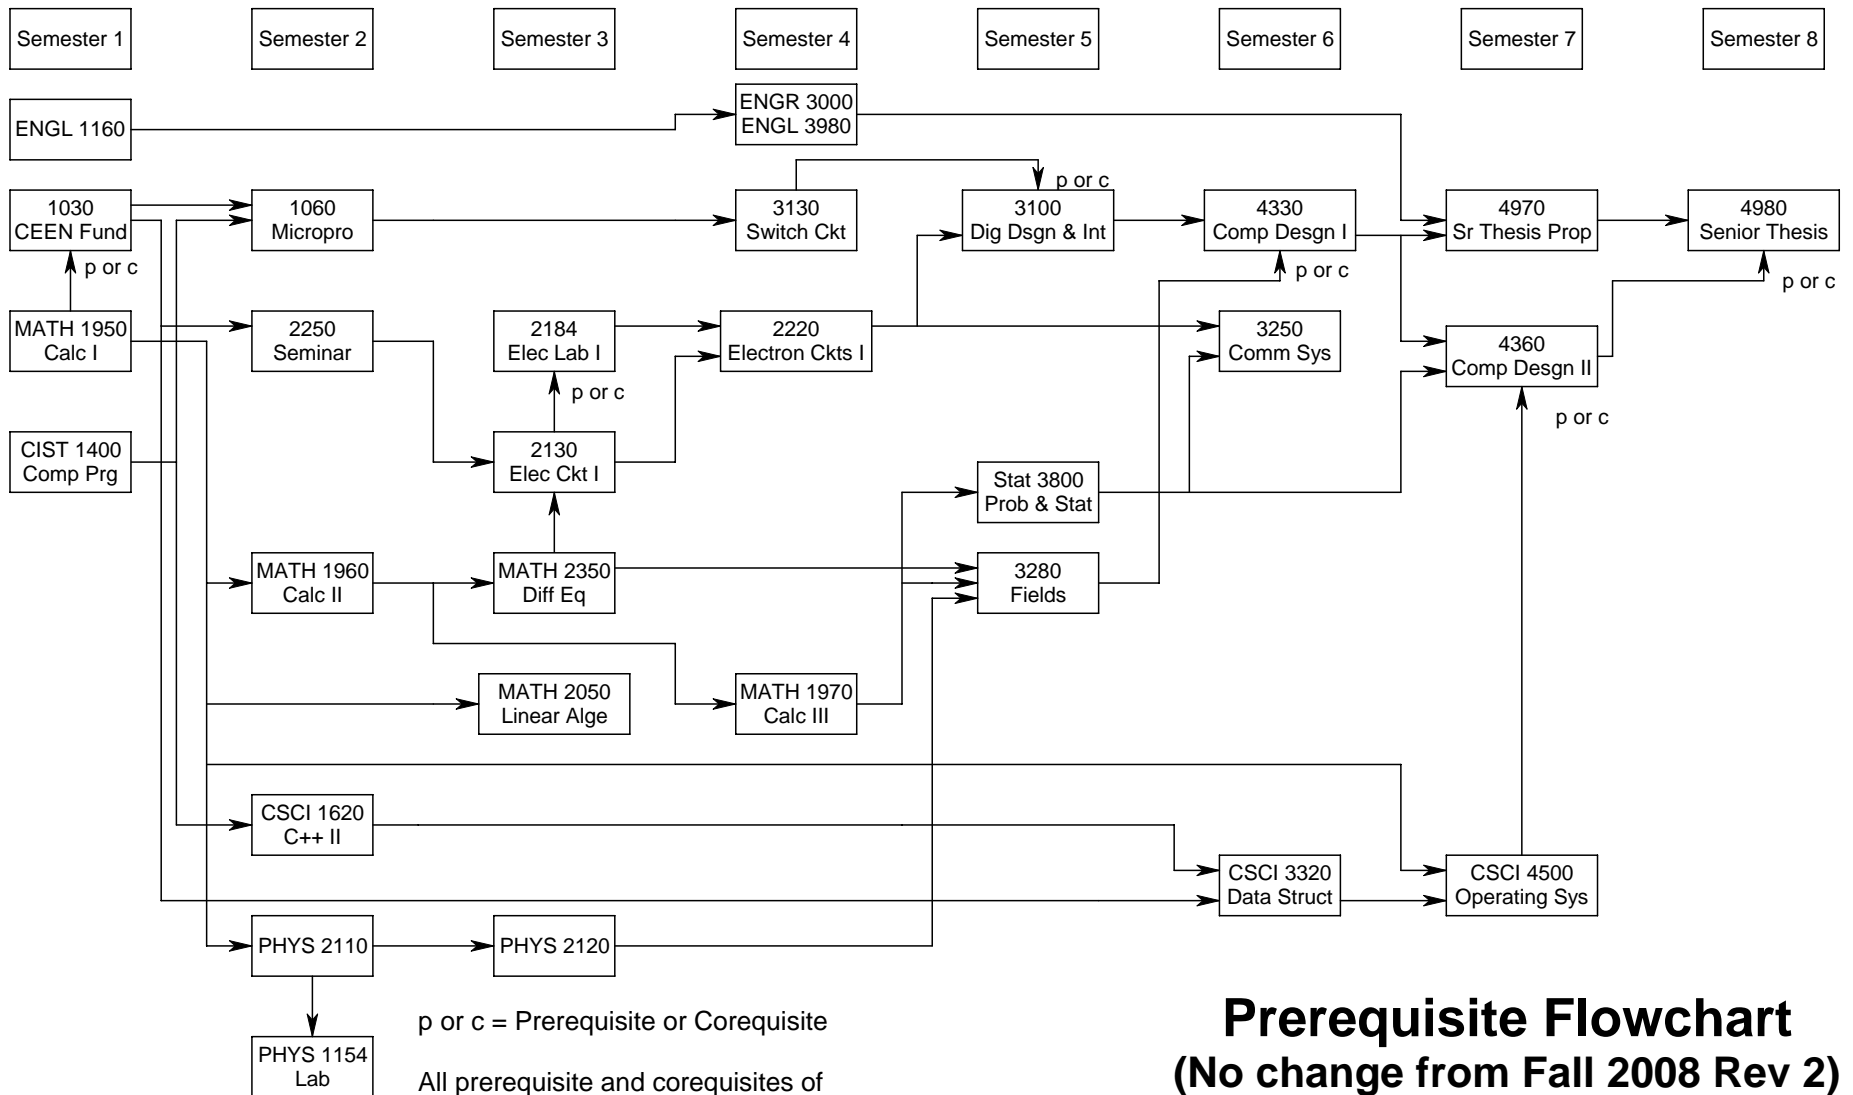 Semester 1
Semester 2
Semester 3
Semester 4
Semester 5
Semester 6
Semester 7
Semester 8
ENGL 1160
ENGR 3000
ENGL 3980
p or c
1030
CEEN Fund
1060
Micropro
3130
Switch Ckt
3100
Dig Dsgn & Int
4330
Comp Desgn I
4970
Sr Thesis Prop
4980
Senior Thesis
p or c
p or c
p or c
MATH 1950
Calc I
2250
Seminar
2184
Elec Lab I
2220
Electron Ckts I
3250
Comm Sys
4360
Comp Desgn II
p or c
p or c
CIST 1400
Comp Prg
2130
Elec Ckt I
Stat 3800
Prob & Stat
MATH 1960
Calc II
MATH 2350
Diff Eq
3280
Fields
MATH 2050
Linear Alge
MATH 1970
Calc III
CSCI 1620
C++ II
CSCI 3320
Data Struct
CSCI 4500
Operating Sys
PHYS 2110
PHYS 2120
PHYS 1154
Lab
p or c = Prerequisite or Corequisite
All prerequisite and corequisites of
Prerequisite Flowchart
(No change from Fall 2008 Rev 2)